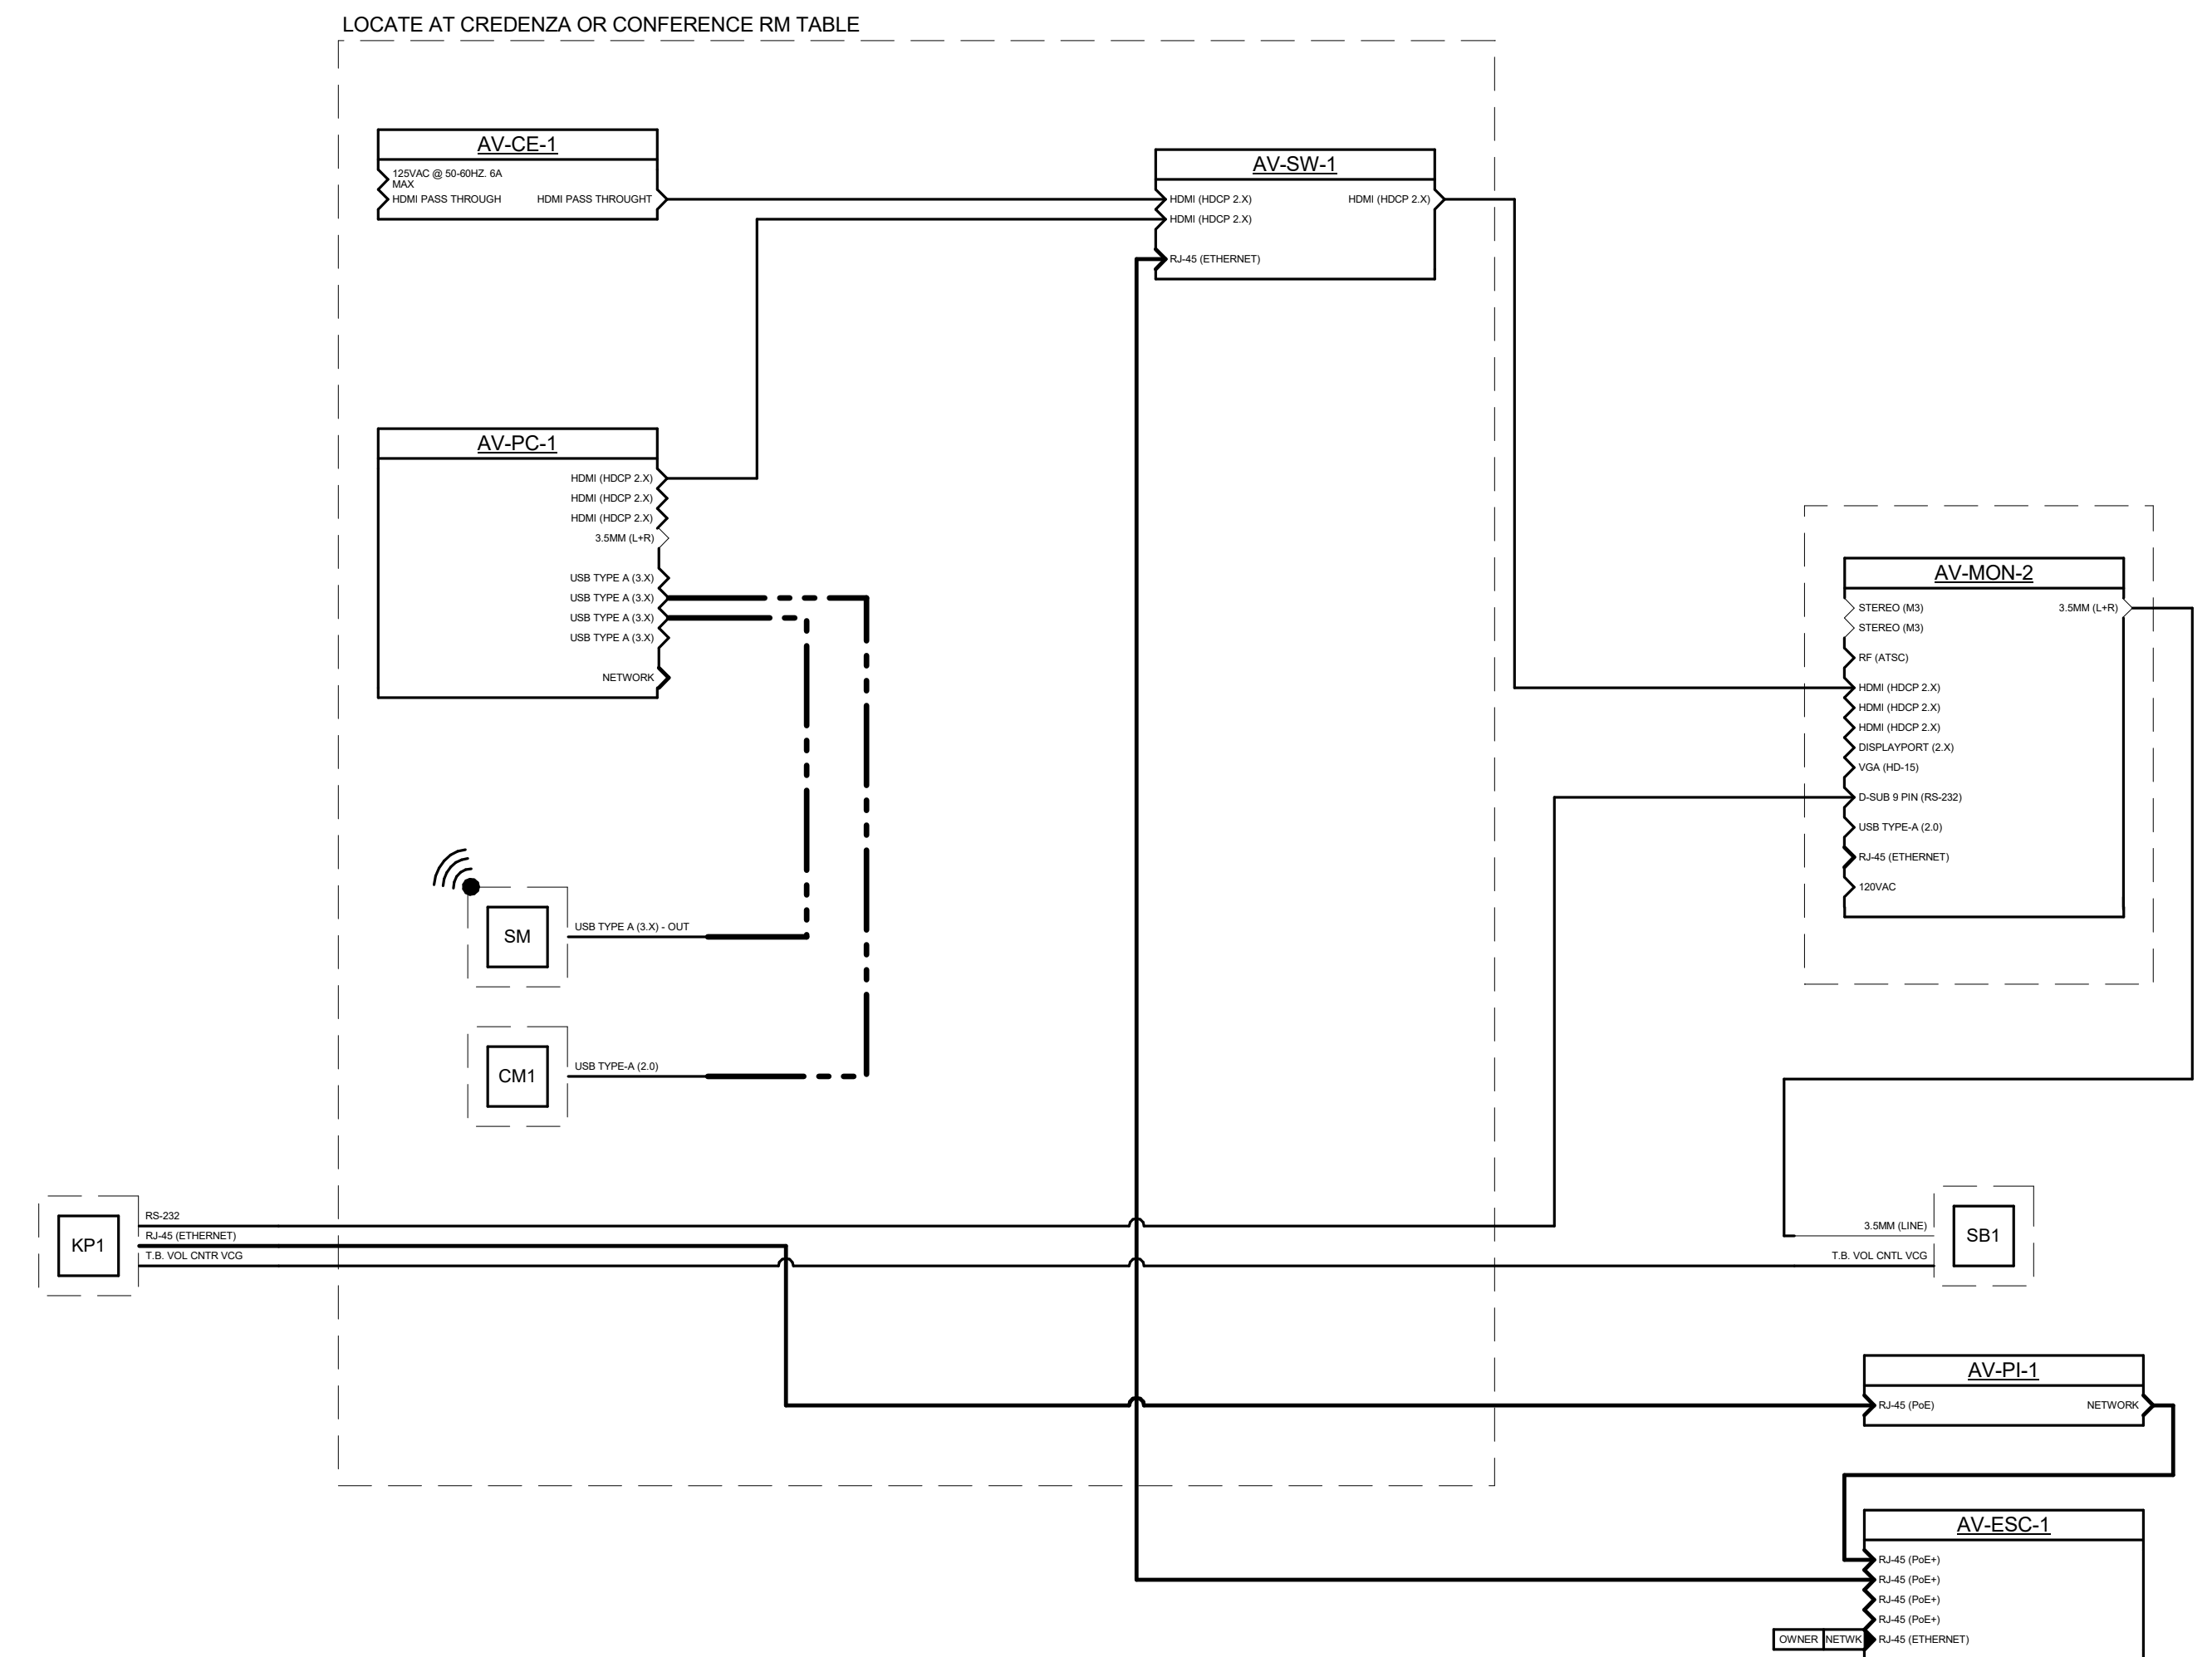 LOCATE AT CREDENZA OR CONFERENCE RM TABLE
AV-CE-1
125VAC @ 50-60HZ. 6A
MAX
HDMI PASS THROUGH
HDMI PASS THROUGHT
AV-SW-1
HDMI (HDCP 2.X)
HDMI (HDCP 2.X)
HDMI (HDCP 2.X)
RJ-45 (ETHERNET)
AV-PC-1
HDMI (HDCP 2.X)
HDMI (HDCP 2.X)
HDMI (HDCP 2.X)
3.5MM (L+R)
USB TYPE A (3.X)
USB TYPE A (3.X)
USB TYPE A (3.X)
USB TYPE A (3.X)
NETWORK
AV-MON-2
STEREO (M3)
3.5MM (L+R)
STEREO (M3)
RF (ATSC)
HDMI (HDCP 2.X)
HDMI (HDCP 2.X)
HDMI (HDCP 2.X)
DISPLAYPORT (2.X)
VGA (HD-15)
D-SUB 9 PIN (RS-232)
USB TYPE-A (2.0)
RJ-45 (ETHERNET)
120VAC
SM
USB TYPE A (3.X) - OUT
CM1
USB TYPE-A (2.0)
KP1
RS-232
RJ-45 (ETHERNET)
T.B. VOL CNTR VCG
3.5MM (LINE)
T.B. VOL CNTL VCG
SB1
AV-PI-1
RJ-45 (PoE)
NETWORK
AV-ESC-1
RJ-45 (PoE+)
RJ-45 (PoE+)
RJ-45 (PoE+)
RJ-45 (PoE+)
OWNER NETWK
RJ-45 (ETHERNET)